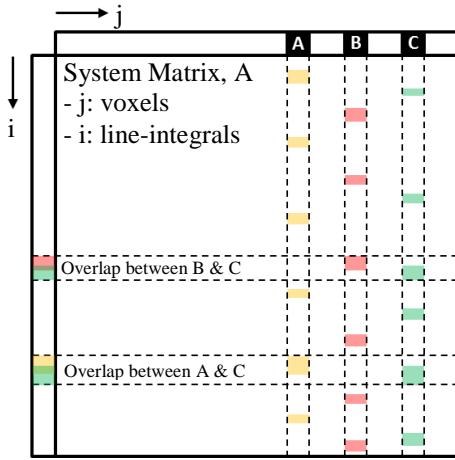 j
A B C
i
System Matrix, A
- j: voxels
- i: line-integrals
Overlap between B & C
Overlap between A & C